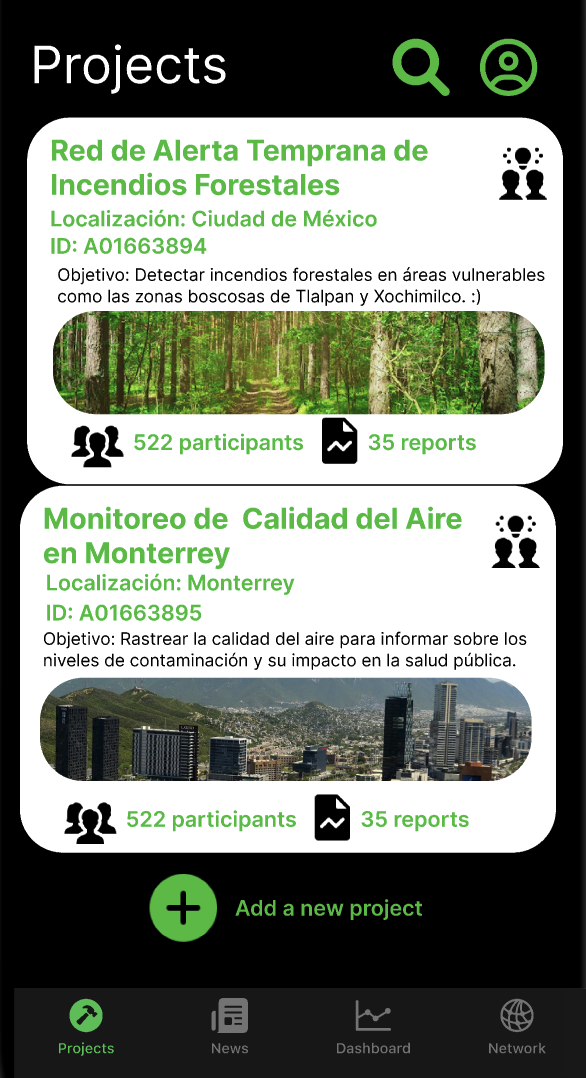 Projects
Red de Alerta Temprana de
Incendios Forestales
Localización: Ciudad de México
ID: A01663894
Objetivo: Detectar incendios forestales en áreas vulnerables
como las zonas boscosas de Tlalpan y Xochimilco. :)
522 participants 35 reports
Monitoreo de  Calidad del Aire
en Monterrey
Localización: Monterrey
ID: A01663895
Objetivo: Rastrear la calidad del aire para informar sobre los
niveles de contaminación y su impacto en la salud pública.
522 participants 35 reports
Add a new project
Projects News Dashboard Network